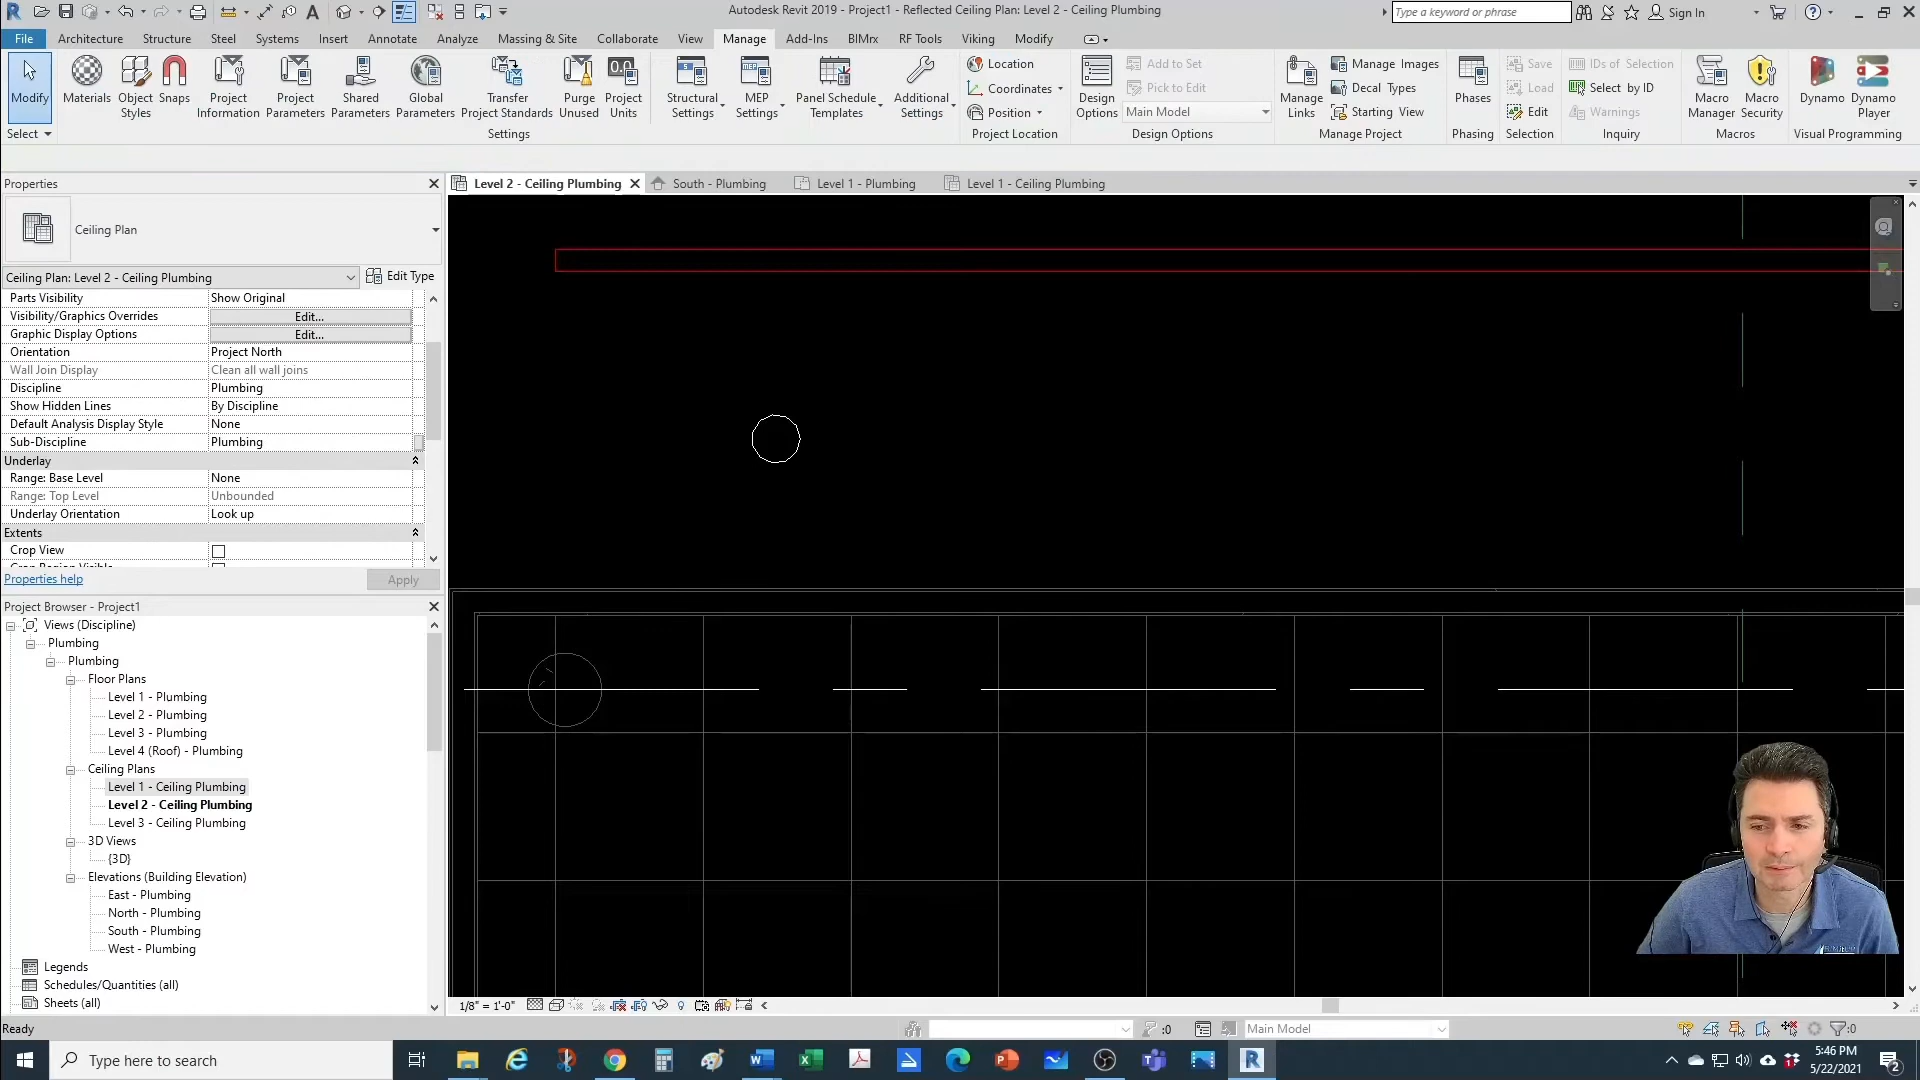 Autodesk Revit 2019 - Project1 - Reflected Ceiling Plan: Level 2 - Ceiling Plumbing
Type a keyword or phrase
Sign In
File Architecture Structure Steel Systems Insert Annotate Analyze Massing & Site Collaborate View Manage Add-Ins BIMrx RF Tools Viking Modify
Modify
Materials
Object Styles
Snaps
Project Information
Project Parameters
Shared Parameters
Global Parameters
Transfer Project Standards
Purge Unused
Project Units
Structural Settings
MEP Settings
Panel Schedule Templates
Additional Settings
Location
Coordinates
Position
Design Options
Add to Set
Pick to Edit
Main Model
Manage Links
Manage Images
Decal Types
Starting View
Phases
Save
Load
Edit
IDs of Selection
Select by ID
Warnings
Macro Manager
Macro Security
Dynamo
Dynamo Player
Select Settings Project Location Design Options Manage Project Phasing Selection Inquiry Macros Visual Programming
Properties
Level 2 - Ceiling Plumbing
South - Plumbing
Level 1 - Plumbing
Level 1 - Ceiling Plumbing
Ceiling Plan
Ceiling Plan: Level 2 - Ceiling Plumbing
Edit Type
Parts Visibility Show Original
Visibility/Graphics Overrides Edit...
Graphic Display Options Edit...
Orientation Project North
Wall Join Display Clean all wall joins
Discipline Plumbing
Show Hidden Lines By Discipline
Default Analysis Display Style None
Sub-Discipline Plumbing
Underlay
Range: Base Level None
Range: Top Level Unbounded
Underlay Orientation Look up
Extents
Crop View
Properties help
Apply
Project Browser - Project1
Views (Discipline)
Plumbing
Plumbing
Floor Plans
Level 1 - Plumbing
Level 2 - Plumbing
Level 3 - Plumbing
Level 4 (Roof) - Plumbing
Ceiling Plans
Level 1 - Ceiling Plumbing
Level 2 - Ceiling Plumbing
Level 3 - Ceiling Plumbing
3D Views
{3D}
Elevations (Building Elevation)
East - Plumbing
North - Plumbing
South - Plumbing
West - Plumbing
Legends
Schedules/Quantities (all)
Sheets (all)
1/8" = 1'-0"
Ready
:0
Main Model
:0
Type here to search
5:46 PM
5/22/2021
2